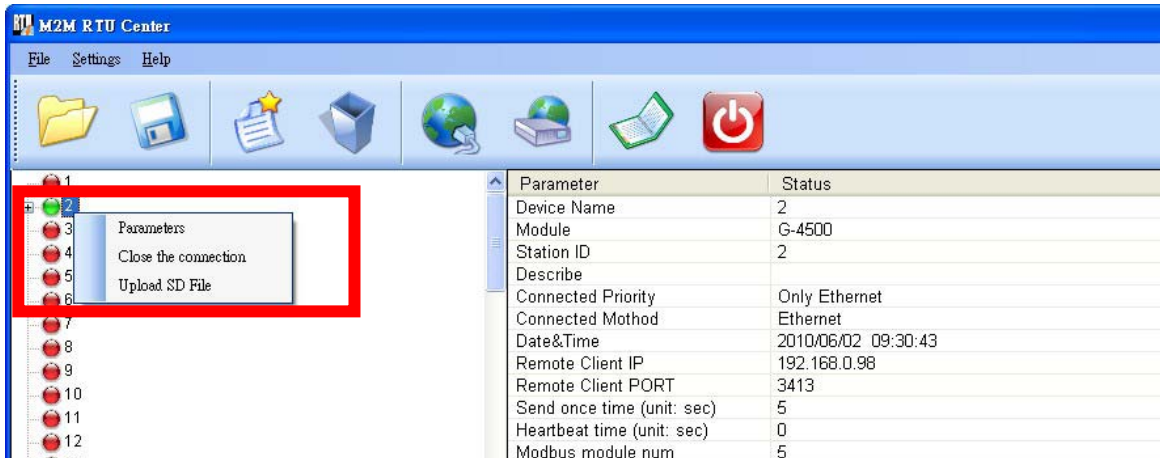 RTU M2M RTU Center
File Settings Help
1
2
3
4
5
6
7
8
9
10
11
12
Parameters
Close the connection
Upload SD File
Parameter Status
Device Name 2
Module G-4500
Station ID 2
Describe
Connected Priority Only Ethernet
Connected Mothod Ethernet
Date&Time 2010/06/02 09:30:43
Remote Client IP 192.168.0.98
Remote Client PORT 3413
Send once time (unit: sec) 5
Heartbeat time (unit: sec) 0
Modbus module num 5